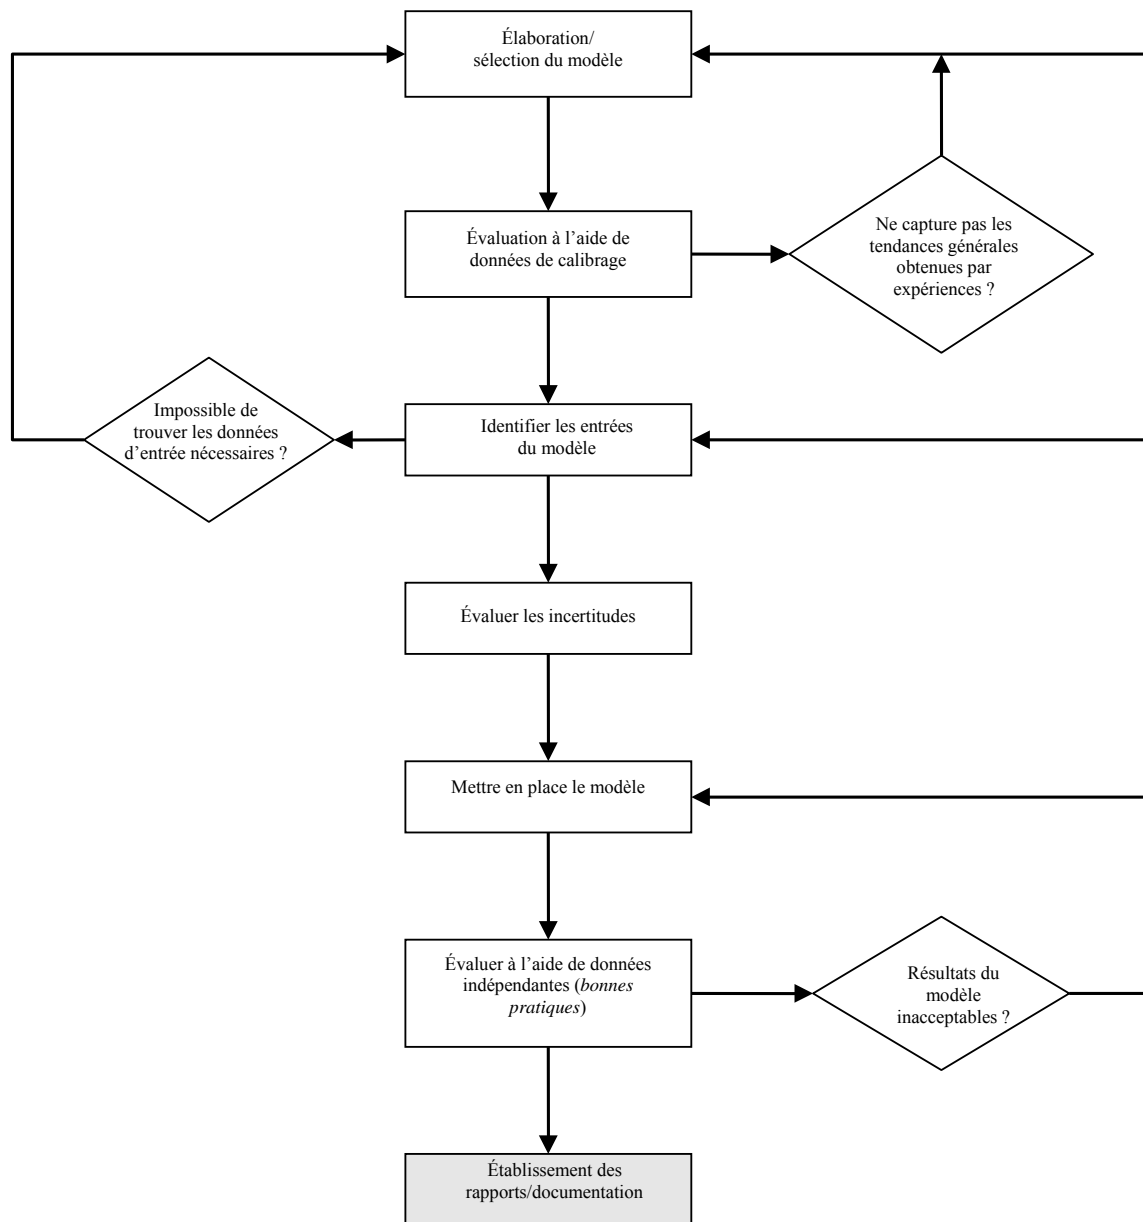 Élaboration/
sélection du modèle
Évaluation à l'aide de
données de calibrage
Ne capture pas les
tendances générales
obtenues par
expériences ?
Impossible de
trouver les données
d'entrée nécessaires ?
Identifier les entrées
du modèle
Évaluer les incertitudes
Mettre en place le modèle
Évaluer à l'aide de données
indépendantes (bonnes
pratiques)
Résultats du
modèle
inacceptables ?
Établissement des
rapports/documentation